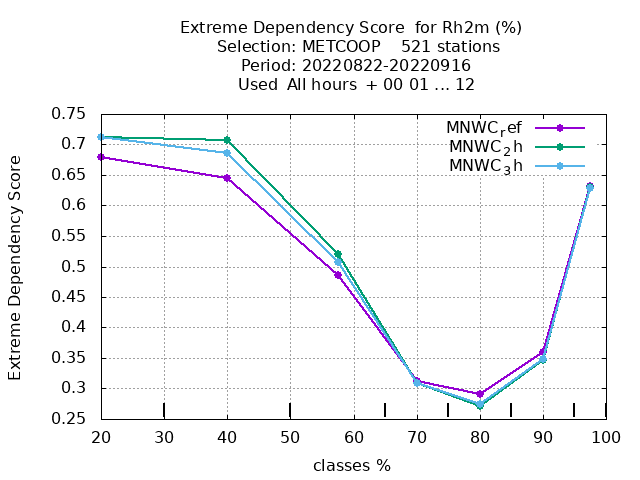 Extreme Dependency Score  for Rh2m (%)
Selection: METCOOP    521 stations
Period: 20220822-20220916
Used  All hours  + 00 01 ... 12
MNWC_ref
MNWC_2h
MNWC_3h
Extreme Dependency Score
0.75
0.7
0.65
0.6
0.55
0.5
0.45
0.4
0.35
0.3
0.25
20 30 40 50 60 70 80 90 100
classes %